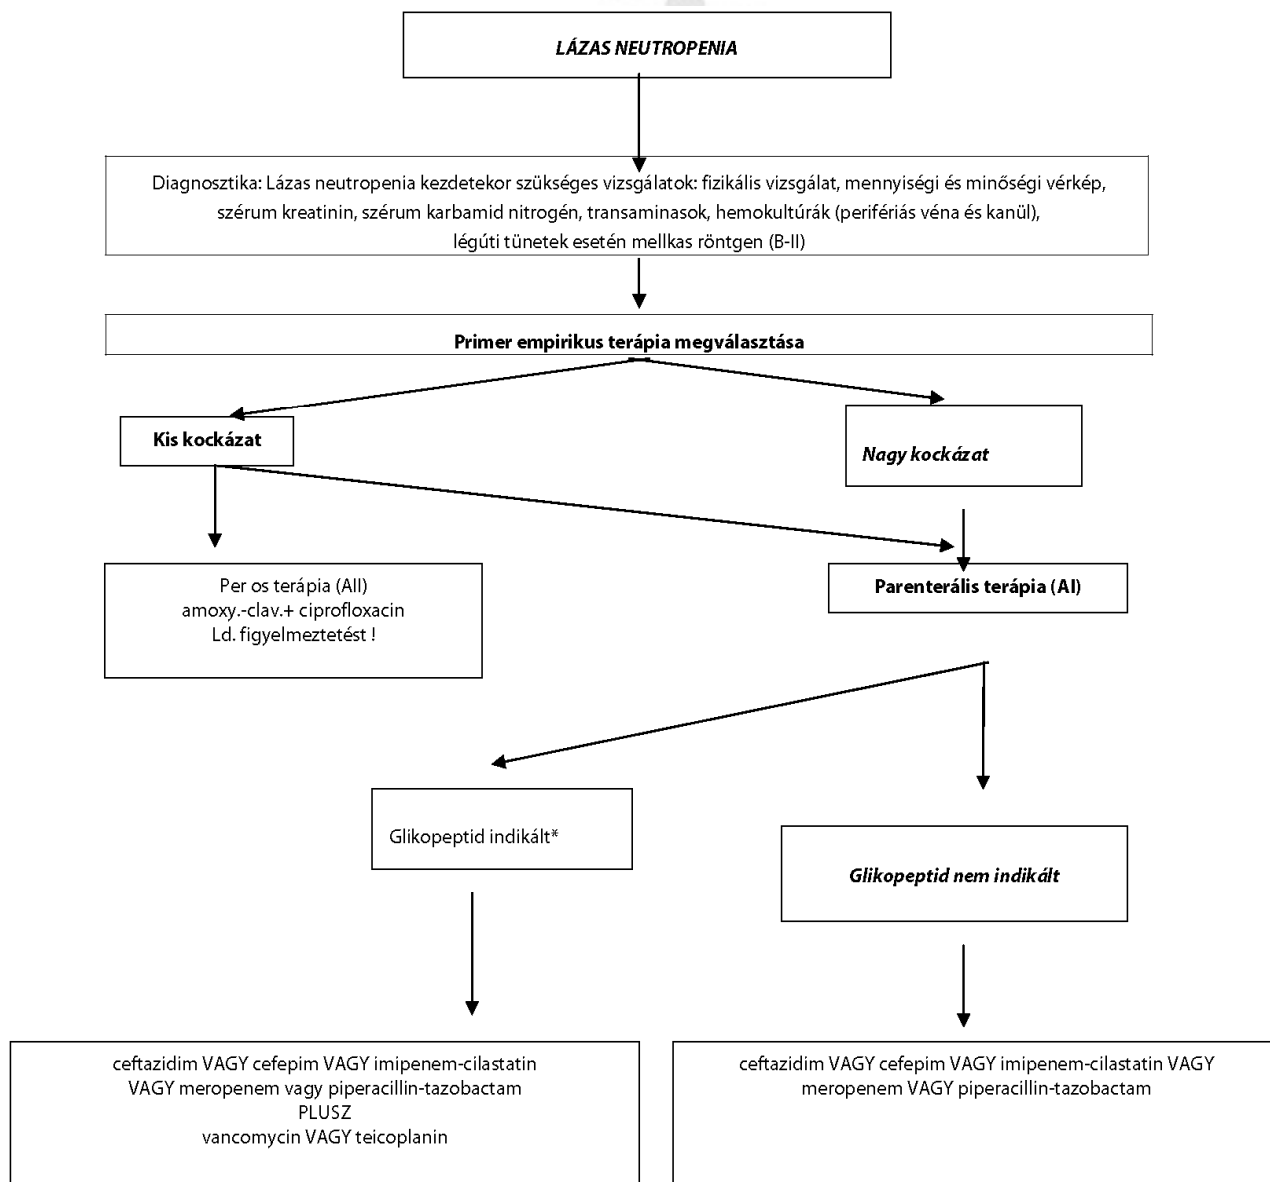 LÁZAS NEUTROPENIA
Diagnosztika: Lázas neutropenia kezdetekor szükséges vizsgálatok: fizikális vizsgálat, mennyiségi és minőségi vérkép,
szérum kreatinin, szérum karbamid nitrogén, transaminasok, hemokultúrák (perifériás véna és kanül),
légúti tünetek esetén mellkas röntgen (B-II)
Primer empirikus terápia megválasztása
Kis kockázat
Nagy kockázat
Per os terápia (AII)
amoxy.-clav.+ ciprofloxacin
Ld. figyelmeztetést !
Parenterális terápia (AI)
Glikopeptid indikált*
Glikopeptid nem indikált
ceftazidim VAGY cefepim VAGY imipenem-cilastatin
VAGY meropenem vagy piperacillin-tazobactam
PLUSZ
vancomycin VAGY teicoplanin
ceftazidim VAGY cefepim VAGY imipenem-cilastatin VAGY
meropenem VAGY piperacillin-tazobactam